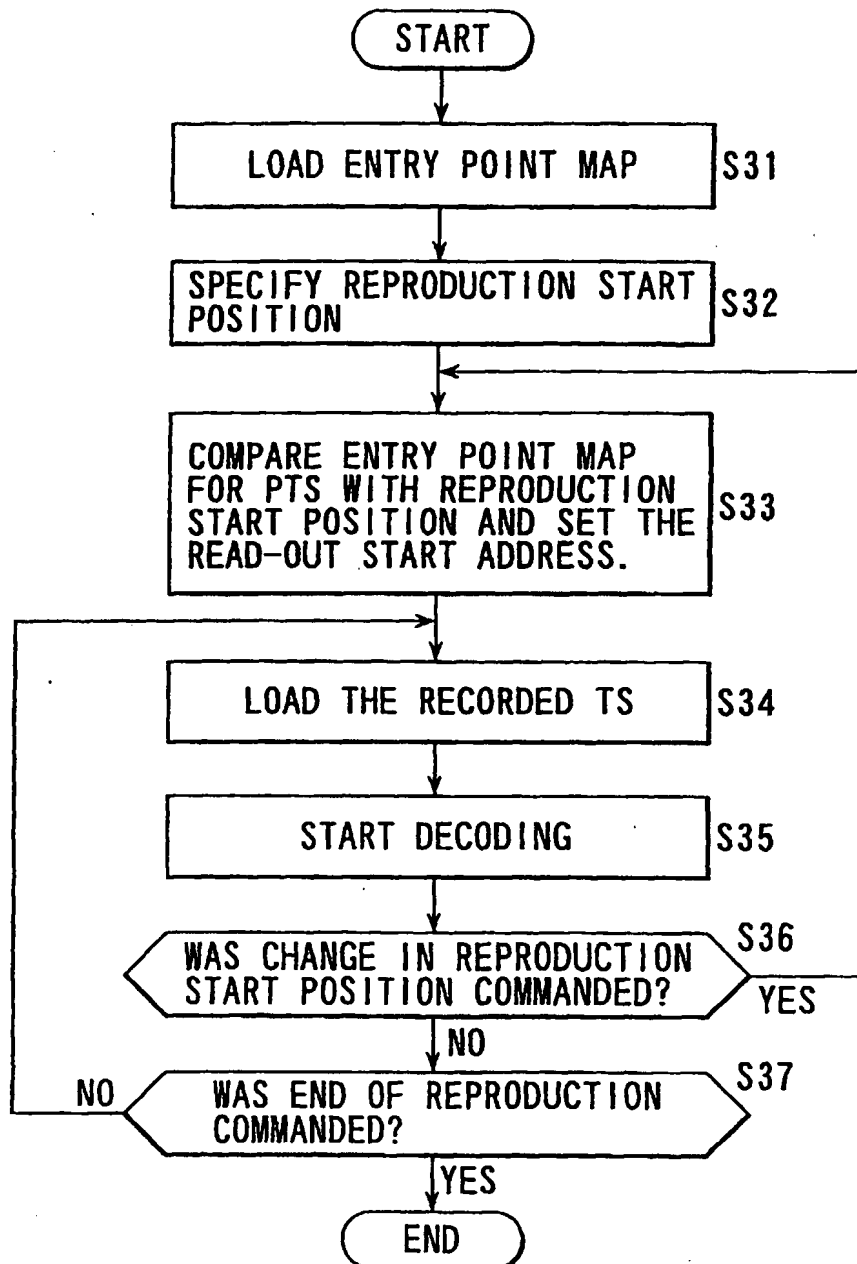 START
LOAD ENTRY POINT MAP
S31
SPECIFY REPRODUCTION START
POSITION
S32
COMPARE ENTRY POINT MAP
FOR PTS WITH REPRODUCTION
START POSITION AND SET THE
READ-OUT START ADDRESS.
S33
LOAD THE RECORDED TS
S34
START DECODING
S35
WAS CHANGE IN REPRODUCTION
START POSITION COMMANDED?
S36
YES
NO
WAS END OF REPRODUCTION
COMMANDED?
S37
NO
YES
END